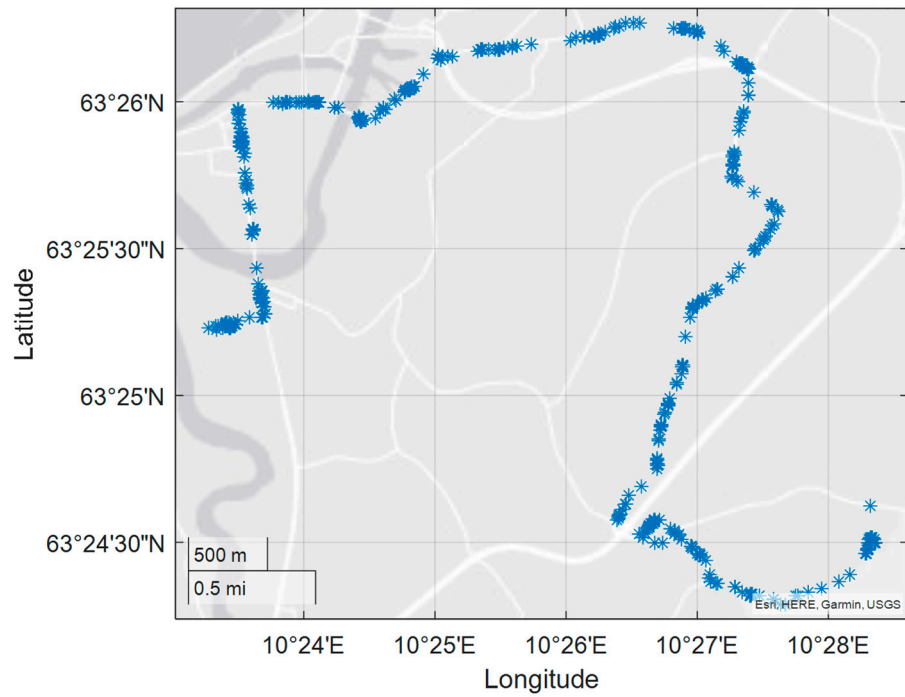 63°26'N
63°25'30"N
63°25'N
63°24'30"N
Latitude
500 m
0.5 mi
Esri, HERE, Garmin, USGS
10°24'E
10°25'E
10°26'E
10°27'E
10°28'E
Longitude